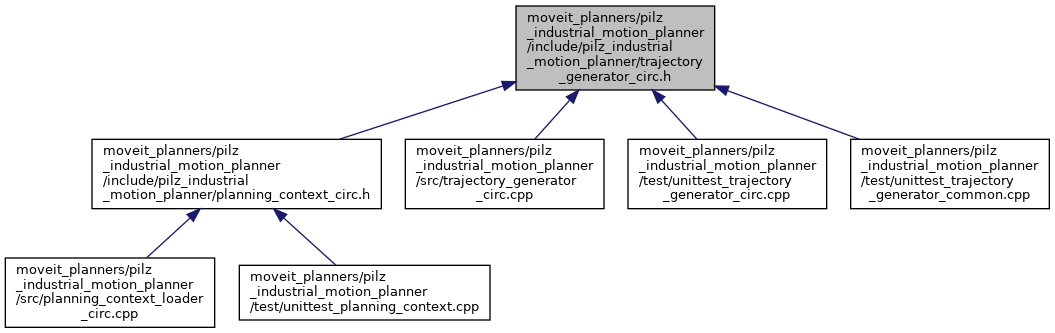 moveit_planners/pilz
_industrial_motion_planner
/include/pilz_industrial
_motion_planner/trajectory
_generator_circ.h
moveit_planners/pilz
_industrial_motion_planner
/include/pilz_industrial
_motion_planner/planning_context_circ.h
moveit_planners/pilz
_industrial_motion_planner
/src/trajectory_generator
_circ.cpp
moveit_planners/pilz
_industrial_motion_planner
/test/unittest_trajectory
_generator_circ.cpp
moveit_planners/pilz
_industrial_motion_planner
/test/unittest_trajectory
_generator_common.cpp
moveit_planners/pilz
_industrial_motion_planner
/src/planning_context_loader
_circ.cpp
moveit_planners/pilz
_industrial_motion_planner
/test/unittest_planning_context.cpp